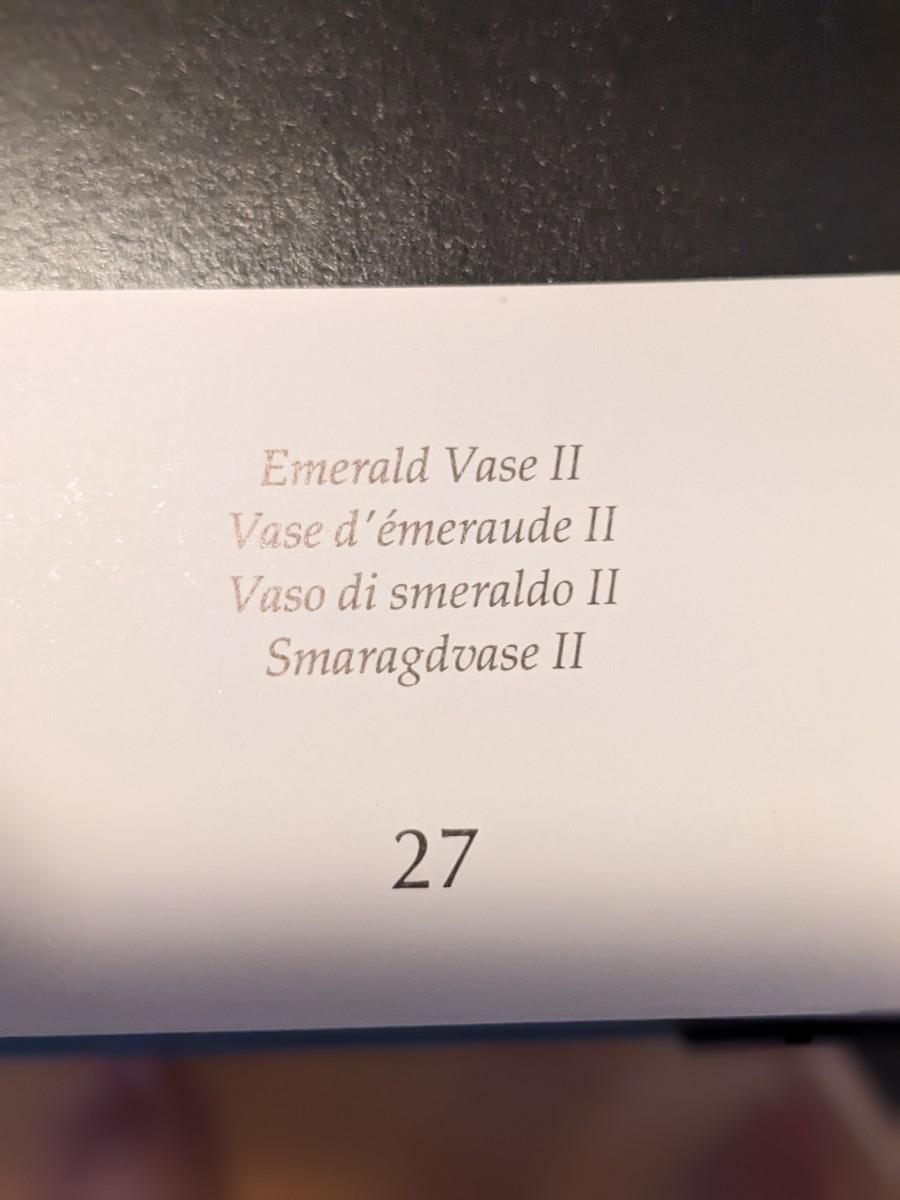 Emerald Vase II
Vase d'émeraude II
Vaso di smeraldo II
Smaragdvase II
27